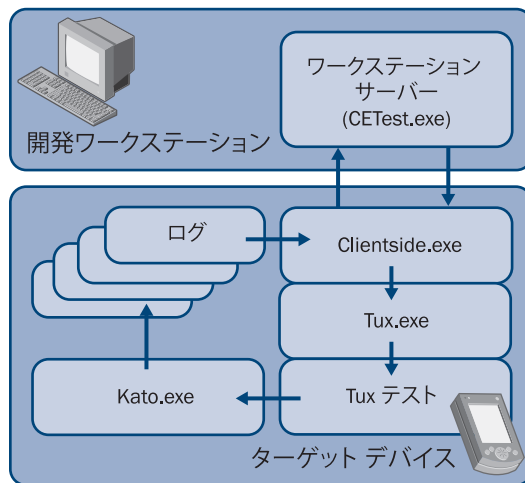 ワークステーション
サーバー
(CETest.exe)
開発ワークステーション
ログ
Clientside.exe
Tux.exe
Kato.exe
Tux テスト
ターゲット デバイス